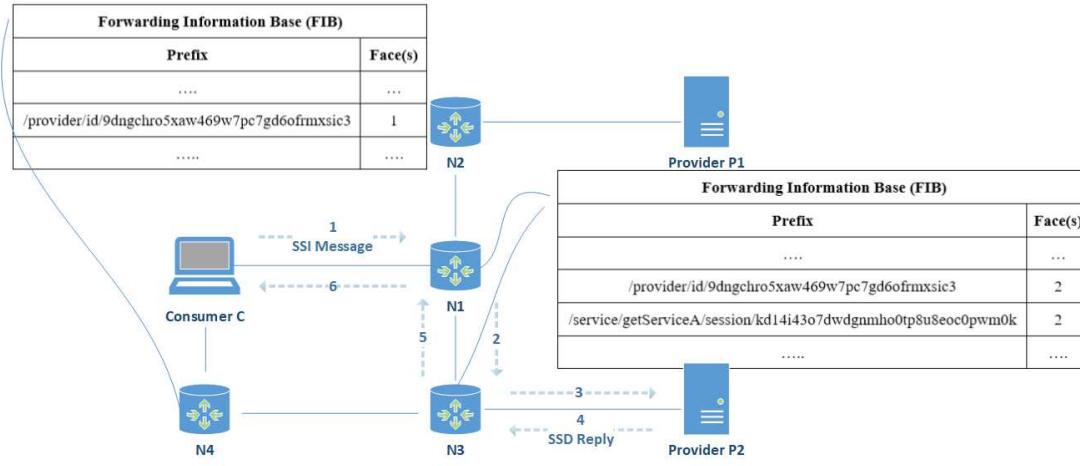 Forwarding Information Base (FIB)
Prefix Face(s)
.... ...
/provider/id/9dngchro5xaw469w7pc7gd6ofrmxsic3 1
..... ....
N2
Provider P1
Forwarding Information Base (FIB)
Prefix Face(s)
.... ...
/provider/id/9dngchro5xaw469w7pc7gd6ofrmxsic3 2
/service/getServiceA/session/kd14i43o7dwdgnmho0tp8u8eoc0pwm0k 2
..... ....
1
SSI Message
6
Consumer C
N1
5
2
3
4
SSD Reply
N4
N3
Provider P2